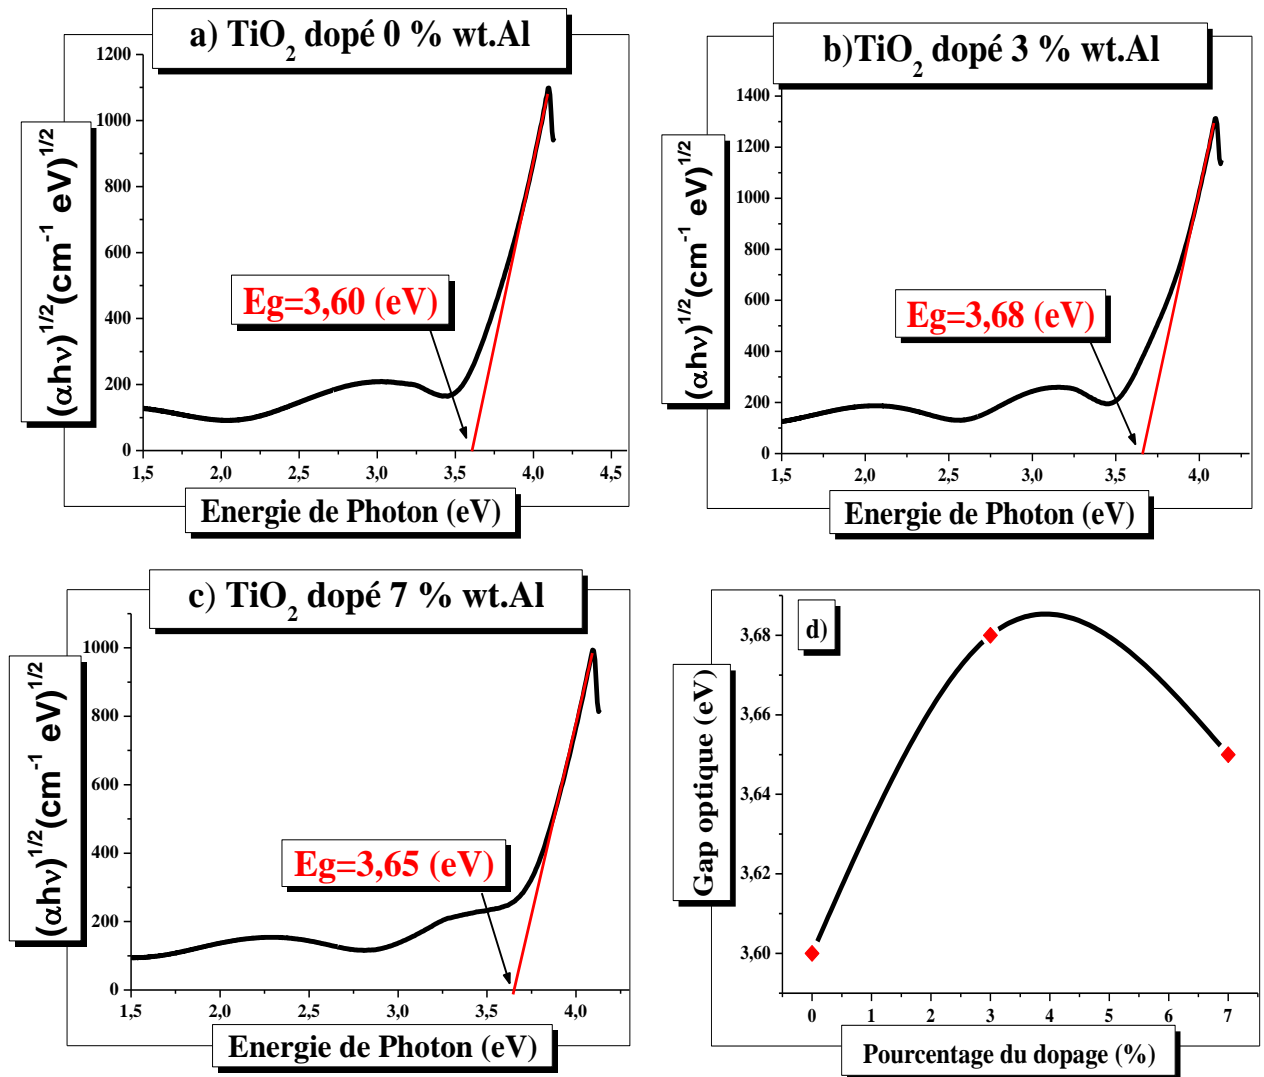 a) TiO2 dopé 0 % wt.Al
1200
1000
800
600
400
200
0
(αhν)1/2(cm-1 eV)1/2
Eg=3,60 (eV)
1,5 2,0 2,5 3,0 3,5 4,0 4,5
Energie de Photon (eV)
b)TiO2 dopé 3 % wt.Al
1400
1200
1000
800
600
400
200
0
(αhν)1/2(cm-1 eV)1/2
Eg=3,68 (eV)
1,5 2,0 2,5 3,0 3,5 4,0
Energie de Photon (eV)
c) TiO2 dopé 7 % wt.Al
1000
800
600
400
200
0
(αhν)1/2(cm-1 eV)1/2
Eg=3,65 (eV)
1,5 2,0 2,5 3,0 3,5 4,0
Energie de Photon (eV)
d)
3,68
3,66
3,64
3,62
3,60
Gap optique (eV)
0 1 2 3 4 5 6 7
Pourcentage du dopage (%)